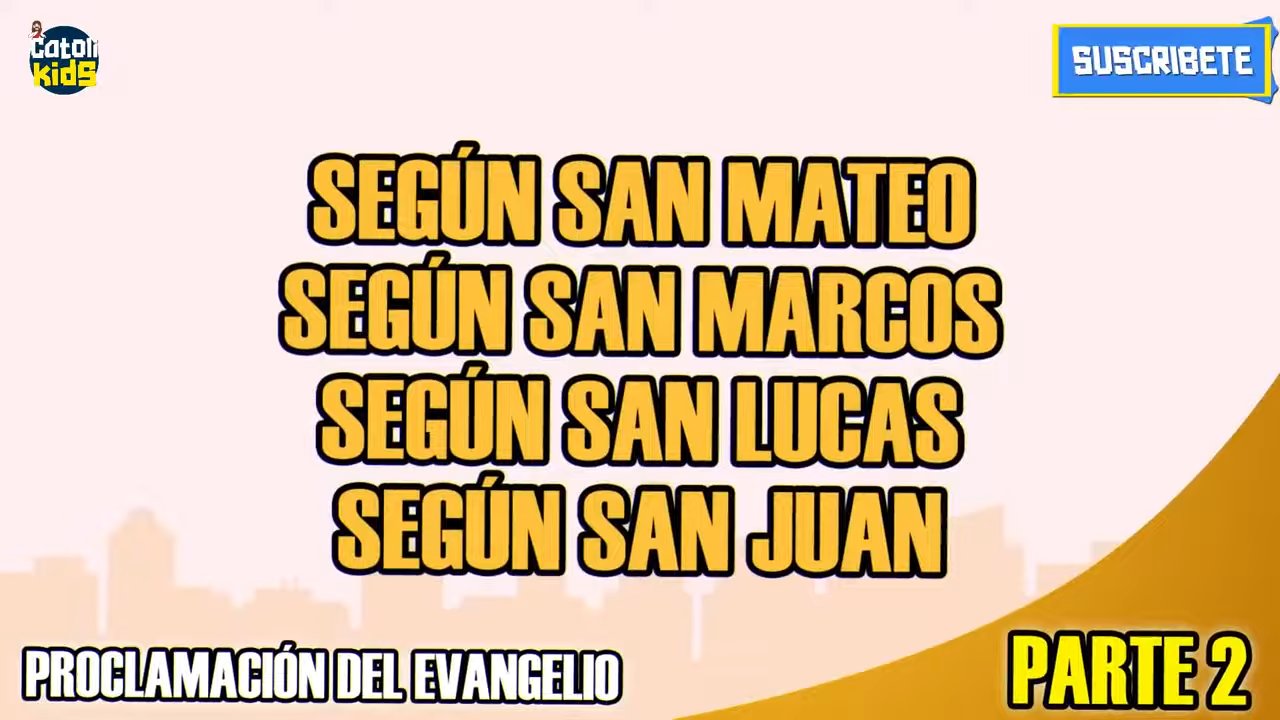 Catoli
Kids
SUSCRIBETE
SEGÚN SAN MATEO
SEGÚN SAN MARCOS
SEGÚN SAN LUCAS
SEGÚN SAN JUAN
PROCLAMACIÓN DEL EVANGELIO
PARTE 2